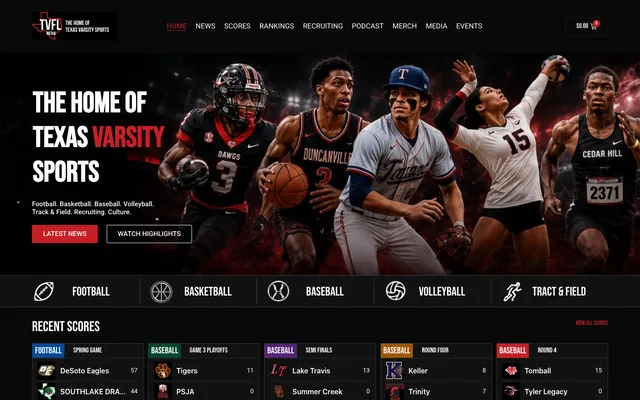 TVFL
MEDIA
THE HOME OF
TEXAS VARSITY SPORTS
HOME
NEWS
SCORES
RANKINGS
RECRUITING
PODCAST
MERCH
MEDIA
EVENTS
$0.00
THE HOME OF
TEXAS VARSITY
SPORTS
Football. Basketball. Baseball. Volleyball.
Track & Field. Recruiting. Culture.
LATEST NEWS
WATCH HIGHLIGHTS
DAWGS
3
DUNCANVILLE
2
T
15
CEDAR HILL
2371
FOOTBALL
BASKETBALL
BASEBALL
VOLLEYBALL
TRACK & FIELD
RECENT SCORES
VIEW ALL SCORES
FOOTBALL SPRING GAME
DeSoto Eagles 57
SOUTHLAKE DRA... 44
BASEBALL GAME 3 PLAYOFFS
Tigers 11
PSJA 0
BASEBALL SEMI FINALS
Lake Travis 13
Summer Creek 0
BASEBALL ROUND FOUR
Keller 8
Trinity 7
BASEBALL ROUND 4
Tomball 15
Tyler Legacy 0